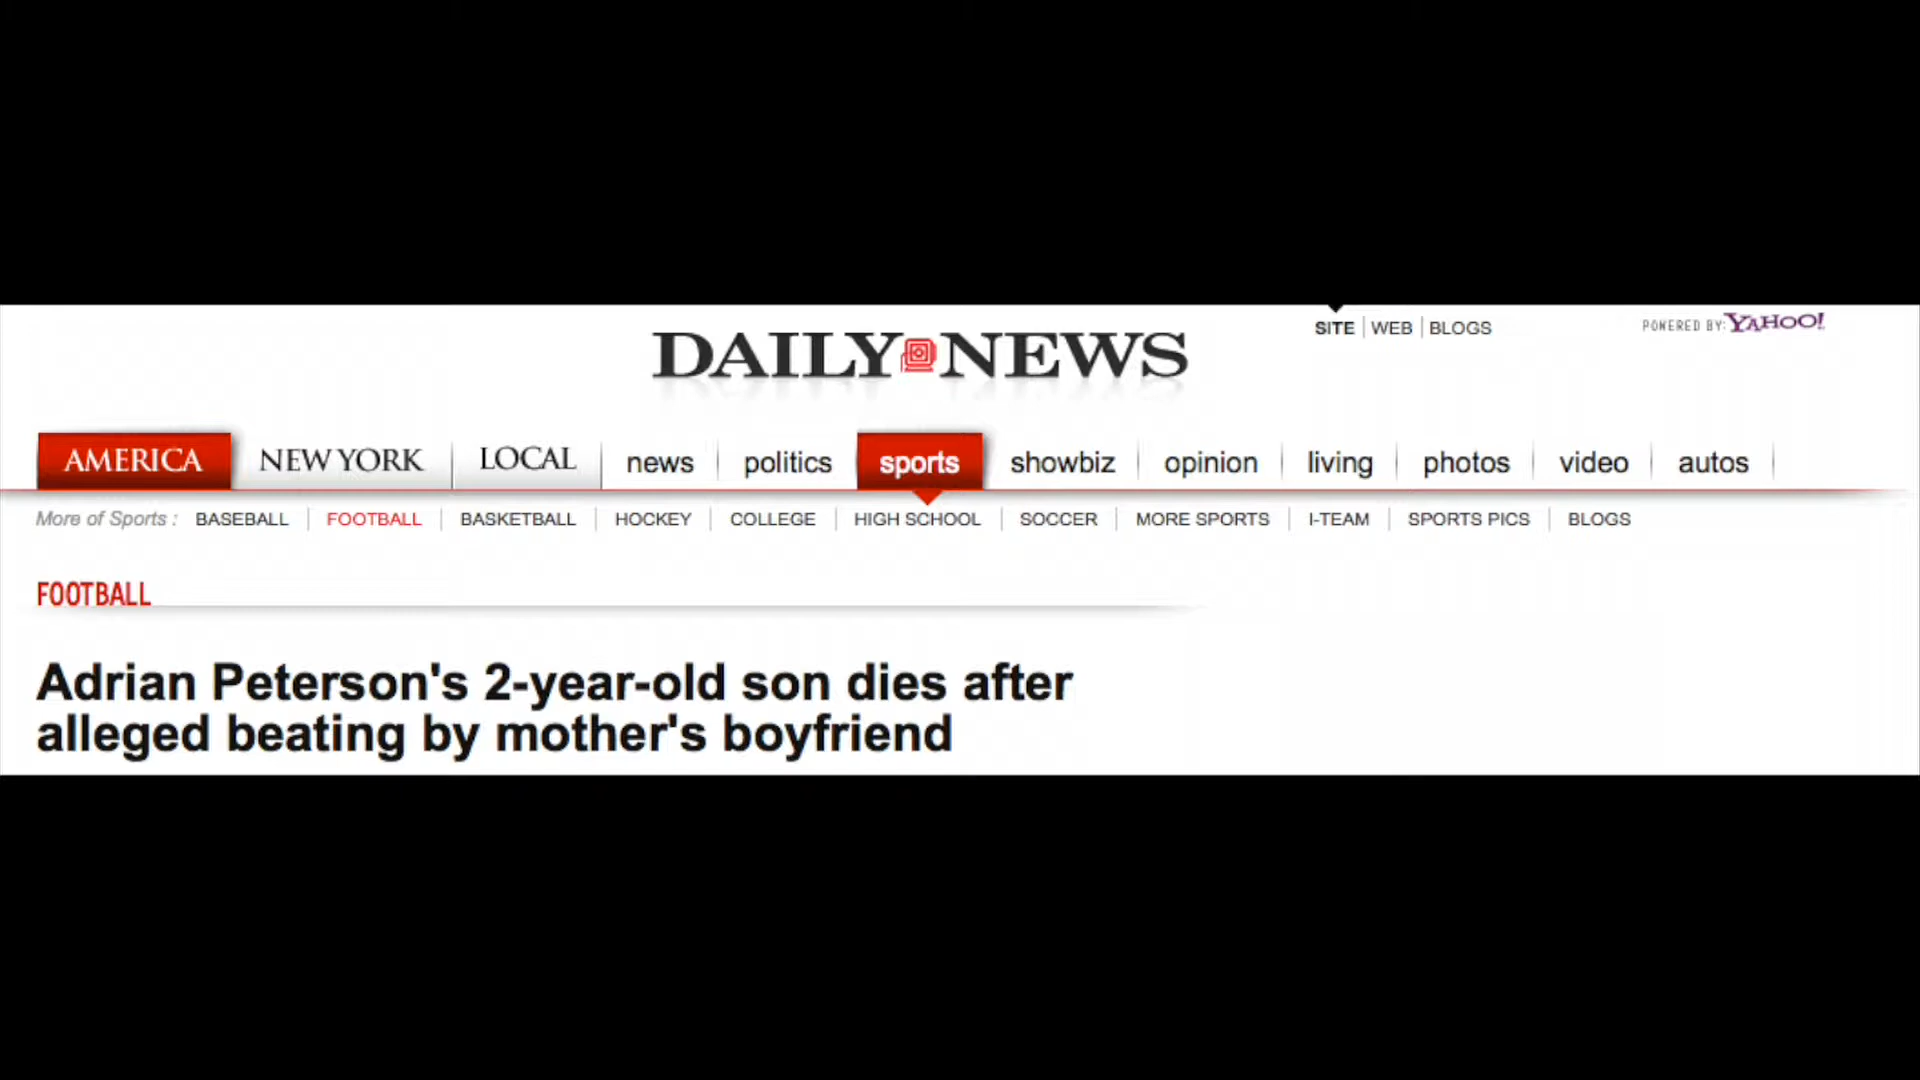 SITE WEB BLOGS
POWERED BY: YAHOO!
DAILY NEWS
AMERICA NEW YORK LOCAL news politics sports showbiz opinion living photos video autos
More of Sports : BASEBALL FOOTBALL BASKETBALL HOCKEY COLLEGE HIGH SCHOOL SOCCER MORE SPORTS I-TEAM SPORTS PICS BLOGS
FOOTBALL
Adrian Peterson's 2-year-old son dies after
alleged beating by mother's boyfriend